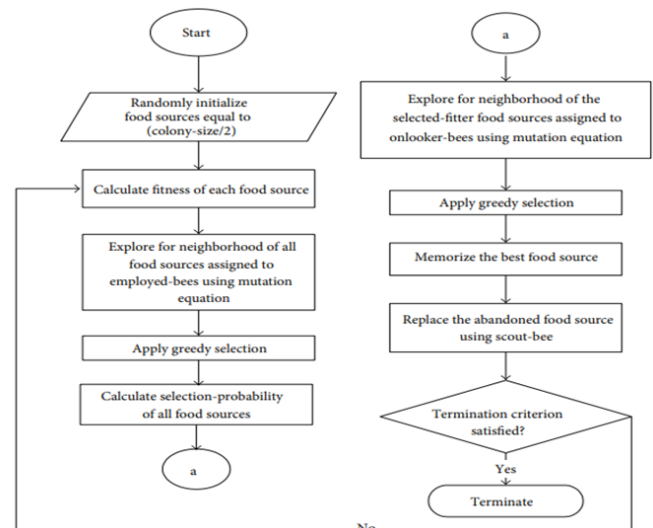 Start
Randomly initialize
food sources equal to
(colony-size/2)
Calculate fitness of each food source
Explore for neighborhood of all
food sources assigned to
employed-bees using mutation
equation
Apply greedy selection
Calculate selection-probability
of all food sources
a
a
Explore for neighborhood of the
selected-fitter food sources assigned to
onlooker-bees using mutation equation
Apply greedy selection
Memorize the best food source
Replace the abandoned food source
using scout-bee
Termination criterion
satisfied?
Yes
Terminate
No